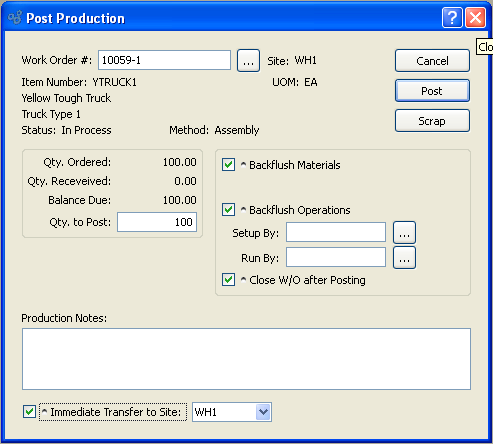 Post Production
Clo
Work Order #: 10059-1 ... Site: WH1 Cancel
Item Number: YTRUCK1 UOM: EA Post
Yellow Tough Truck
Truck Type 1 Scrap
Status: In Process Method: Assembly
Qty. Ordered: 100.00
Qty. Receveived: 0.00
Balance Due: 100.00
Qty. to Post: 100
^ Backflush Materials
^ Backflush Operations
Setup By: ...
Run By: ...
^ Close W/O after Posting
Production Notes:
^ Immediate Transfer to Site: WH1